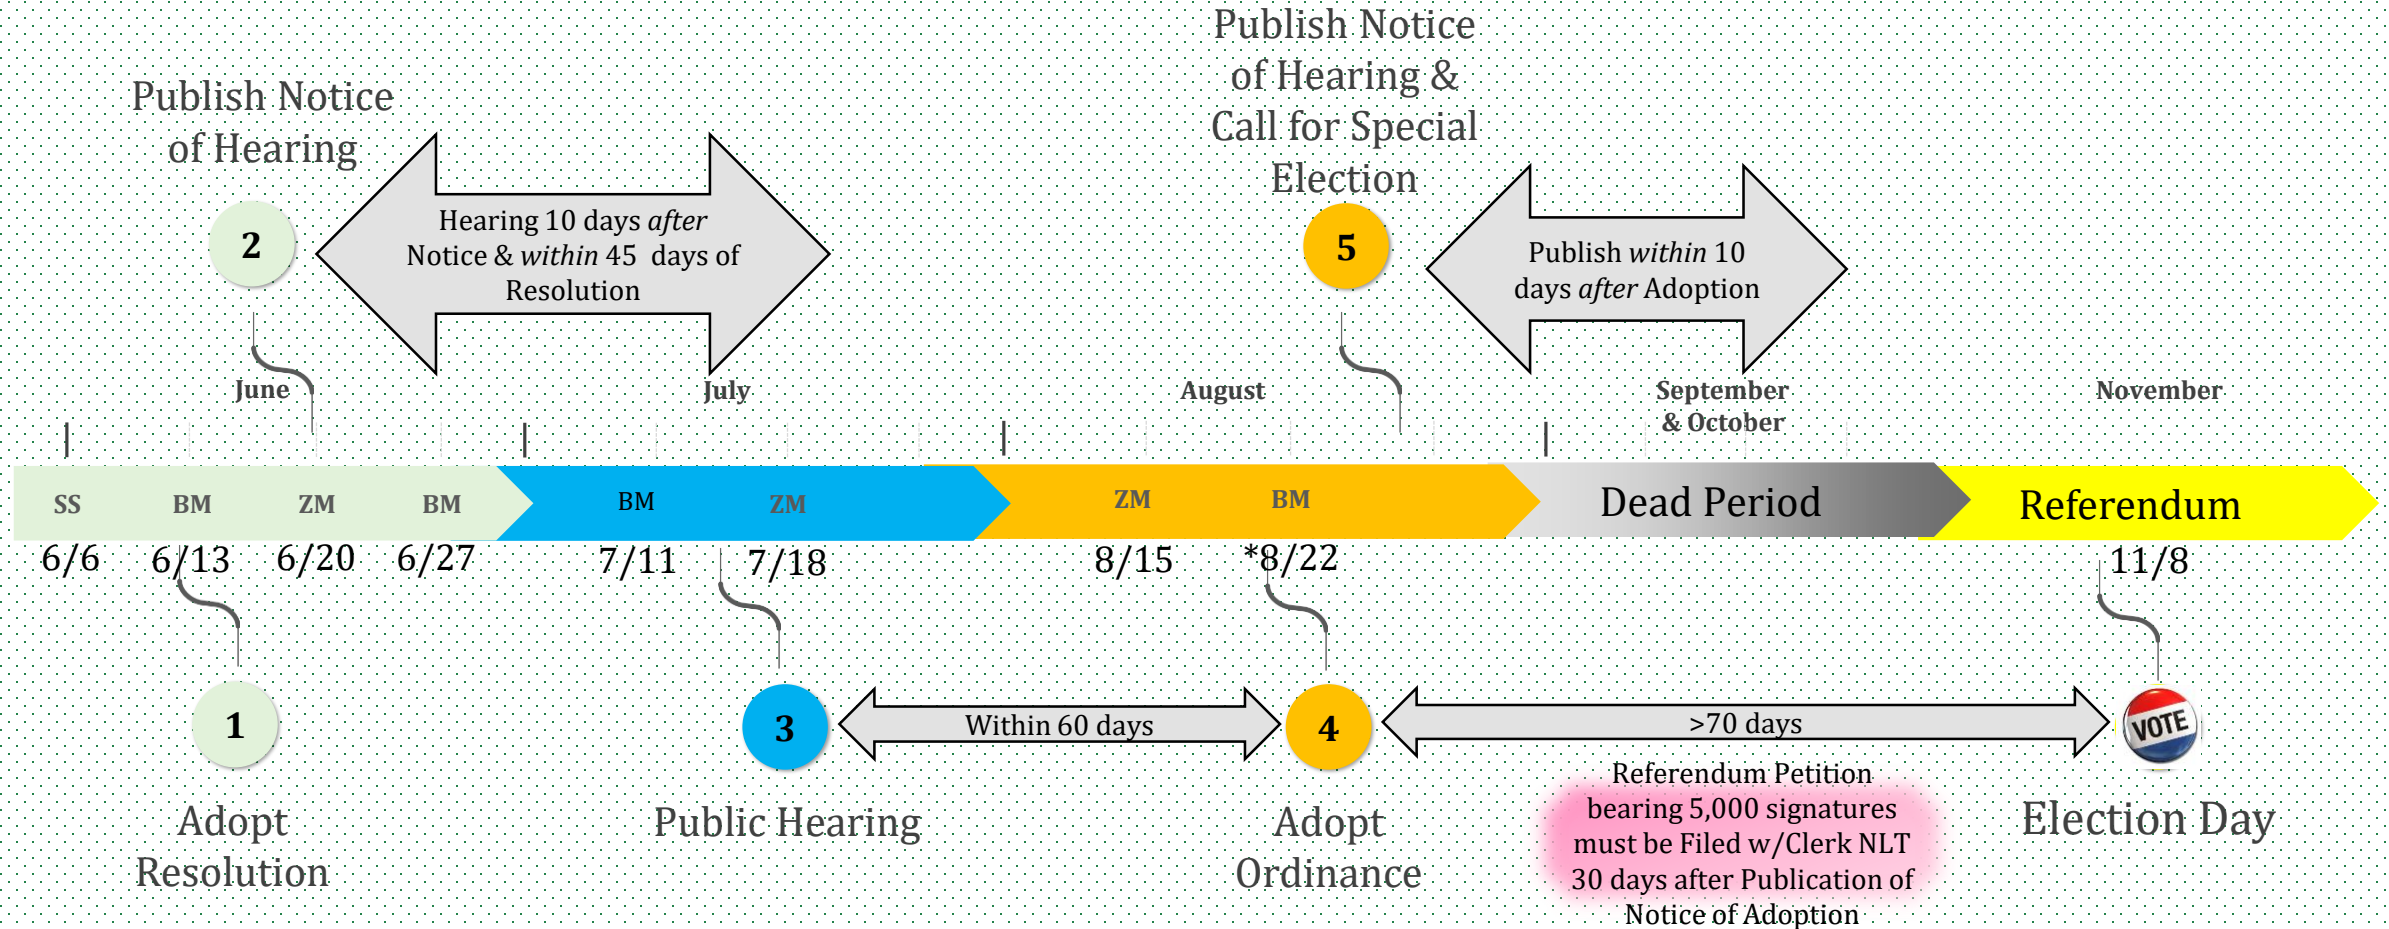 Publish Notice
of Hearing
2
Hearing 10 days after
Notice & within 45 days of
Resolution
Publish Notice
of Hearing &
Call for Special
Election
5
Publish within 10
days after Adoption
June
July
August
September
& October
November
SS
BM
ZM
BM
BM
ZM
ZM
BM
Dead Period
Referendum
6/6
6/13
6/20
6/27
7/11
7/18
8/15
*8/22
11/8
1
Adopt
Resolution
3
Public Hearing
Within 60 days
4
Adopt
Ordinance
>70 days
Referendum Petition
bearing 5,000 signatures
must be Filed w/Clerk NLT
30 days after Publication of
Notice of Adoption
VOTE
Election Day